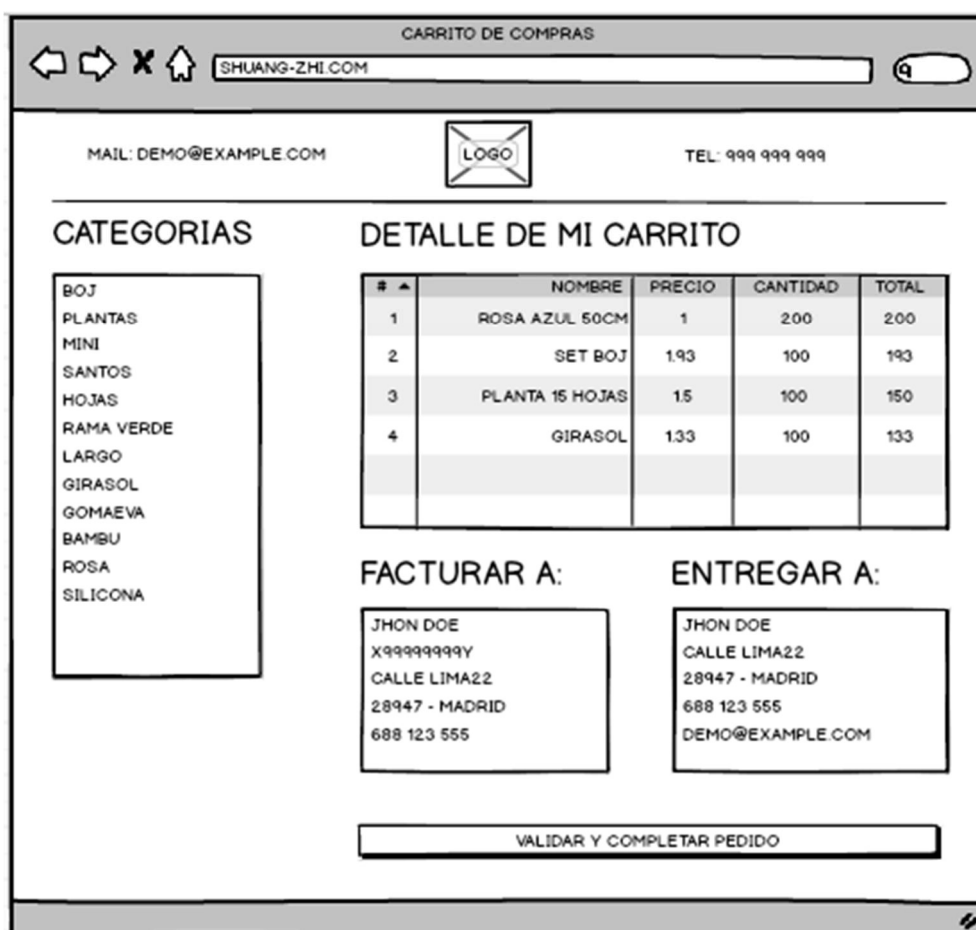 CARRITO DE COMPRAS
SHUANG-ZHI.COM
MAIL: DEMO@EXAMPLE.COM
LOGO
TEL: 999 999 999
CATEGORIAS
BOJ
PLANTAS
MINI
SANTOS
HOJAS
RAMA VERDE
LARGO
GIRASOL
GOMAEVA
BAMBU
ROSA
SILICONA
DETALLE DE MI CARRITO
# NOMBRE PRECIO CANTIDAD TOTAL
1 ROSA AZUL 50CM 1 200 200
2 SET BOJ 1.93 100 193
3 PLANTA 15 HOJAS 1.5 100 150
4 GIRASOL 1.33 100 133
FACTURAR A:
JHON DOE
X99999999Y
CALLE LIMA22
28947 - MADRID
688 123 555
ENTREGAR A:
JHON DOE
CALLE LIMA22
28947 - MADRID
688 123 555
DEMO@EXAMPLE.COM
VALIDAR Y COMPLETAR PEDIDO